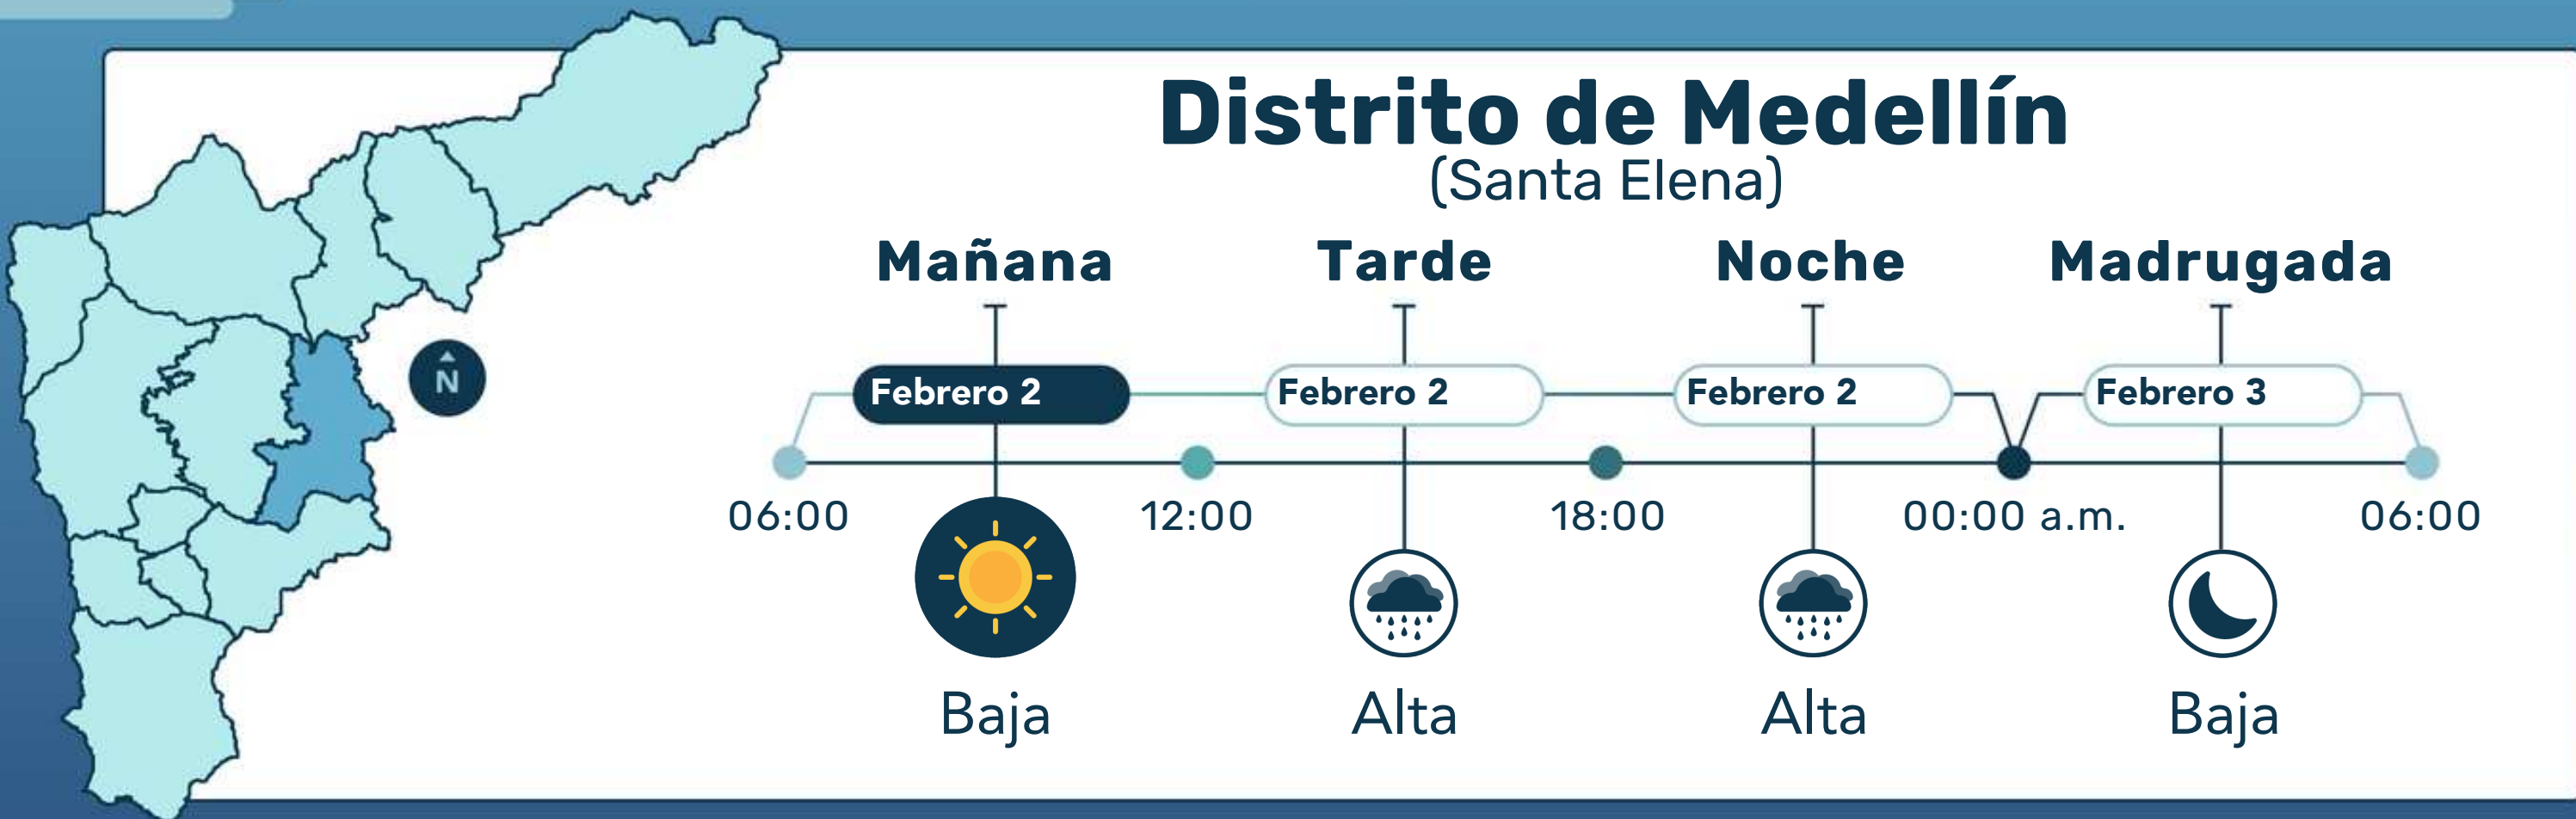 Distrito de Medellín
(Santa Elena)
Mañana Tarde Noche Madrugada
N
Febrero 2 Febrero 2 Febrero 2 Febrero 3
06:00 12:00 18:00 00:00 a.m. 06:00
Baja Alta Alta Baja